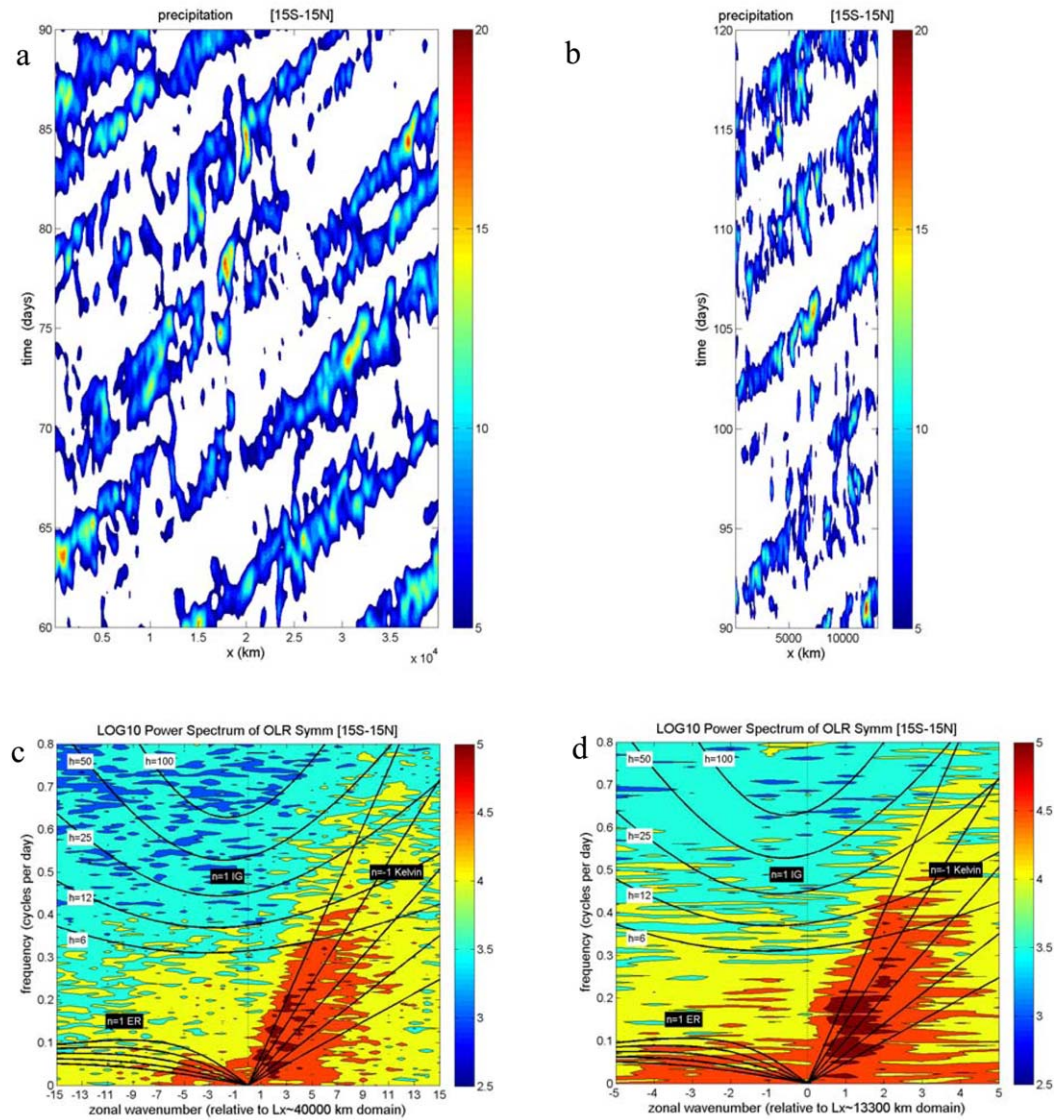 precipitation [15S-15N]
a
90
85
80
75
70
65
60
time (days)
0.5 1 1.5 2 2.5 3 3.5
x (km)
x 10⁴
20
15
10
5
precipitation [15S-15N]
b
120
115
110
105
100
95
90
time (days)
5000 10000
x (km)
20
15
10
5
LOG10 Power Spectrum of OLR Symm [15S-15N]
c
0.8
0.7
0.6
0.5
0.4
0.3
0.2
0.1
0
frequency (cycles per day)
h=50
h=100
h=25
n=1 IG
n=-1 Kelvin
h=12
h=6
n=1 ER
-15 -13 -11 -9 -7 -5 -3 -1 1 3 5 7 9 11 13 15
zonal wavenumber (relative to Lx~40000 km domain)
5
4.5
4
3.5
3
2.5
LOG10 Power Spectrum of OLR Symm [15S-15N]
d
0.8
0.7
0.6
0.5
0.4
0.3
0.2
0.1
0
frequency (cycles per day)
h=50
h=100
h=25
n=1 IG
n=-1 Kelvin
h=12
h=6
n=1 ER
-5 -4 -3 -2 -1 0 1 2 3 4 5
zonal wavenumber (relative to Lx~13300 km domain)
5
4.5
4
3.5
3
2.5